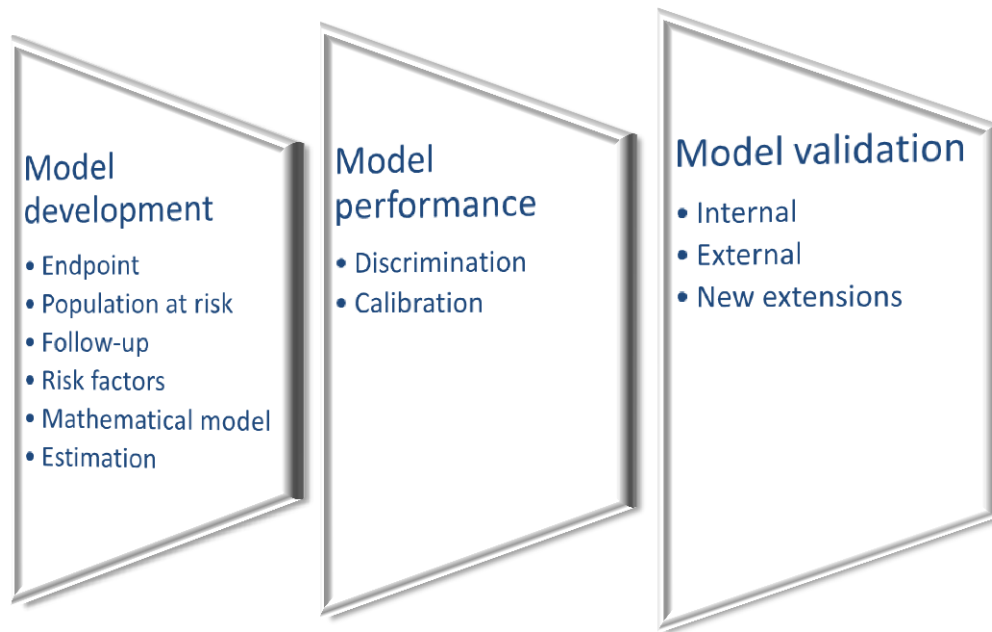 Model
development
• Endpoint
• Population at risk
• Follow-up
• Risk factors
• Mathematical model
• Estimation
Model
performance
• Discrimination
• Calibration
Model validation
• Internal
• External
• New extensions